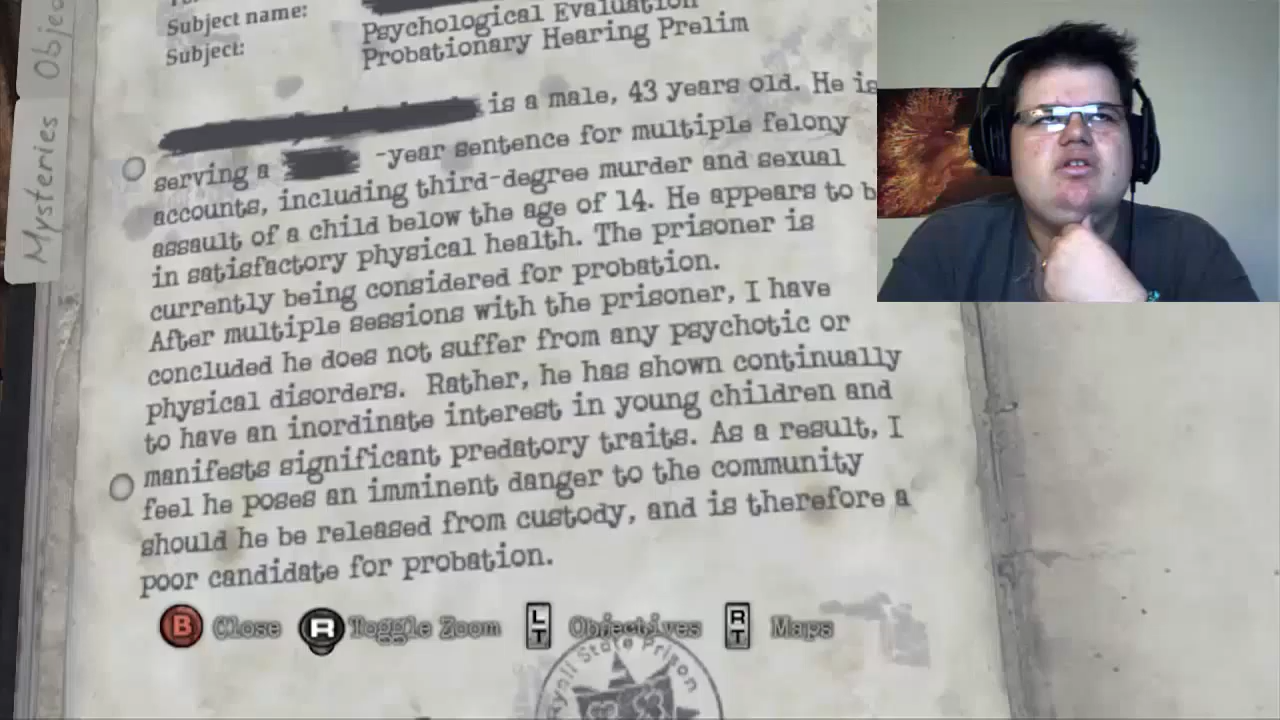 Mysteries
Subject name:
Subject:
Psychological Evaluation
Probationary Hearing Prelim
is a male, 43 years old. He is
serving a -year sentence for multiple felony
accounts, including third-degree murder and sexual
assault of a child below the age of 14. He appears to b
in satisfactory physical health. The prisoner is
currently being considered for probation.
After multiple sessions with the prisoner, I have
concluded he does not suffer from any psychotic or
physical disorders. Rather, he has shown continually
to have an inordinate interest in young children and
manifests significant predatory traits. As a result, I
feel he poses an imminent danger to the community
should he be released from custody, and is therefore a
poor candidate for probation.
B Close R Toggle Zoom LT Objectives RT Maps
Ryall State Prison